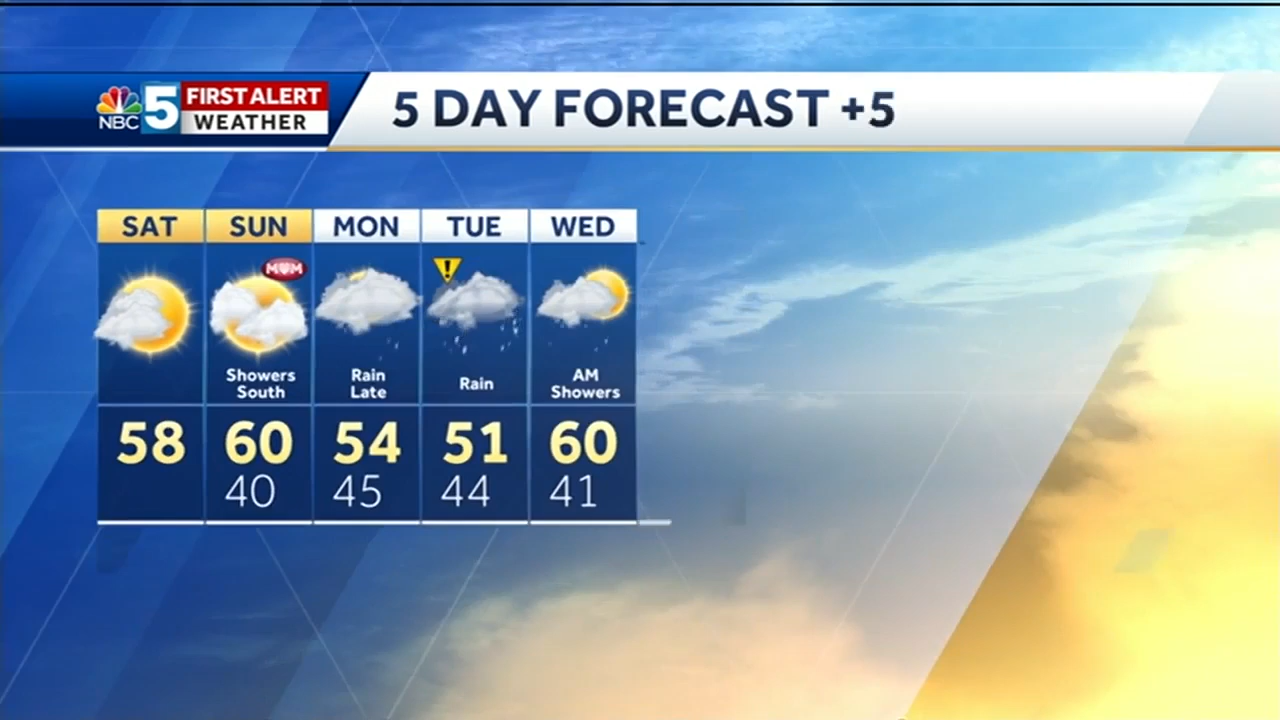 NBC 5 FIRST ALERT WEATHER
5 DAY FORECAST +5
SAT SUN MON TUE WED
MOM
!
Showers South
Rain Late
Rain
AM Showers
58 60 54 51 60
40 45 44 41